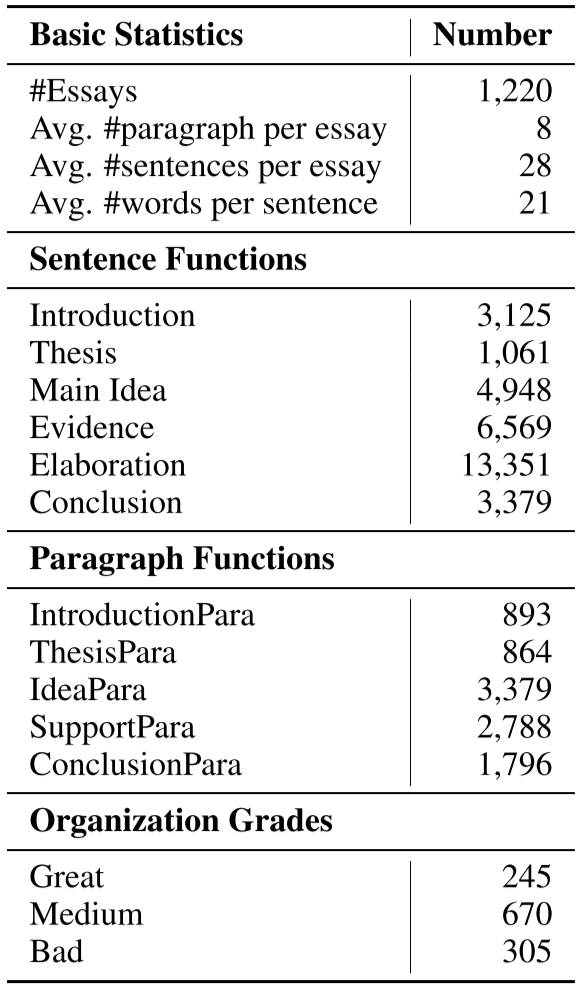 Basic Statistics Number
#Essays 1,220
Avg. #paragraph per essay 8
Avg. #sentences per essay 28
Avg. #words per sentence 21
Sentence Functions
Introduction 3,125
Thesis 1,061
Main Idea 4,948
Evidence 6,569
Elaboration 13,351
Conclusion 3,379
Paragraph Functions
IntroductionPara 893
ThesisPara 864
IdeaPara 3,379
SupportPara 2,788
ConclusionPara 1,796
Organization Grades
Great 245
Medium 670
Bad 305